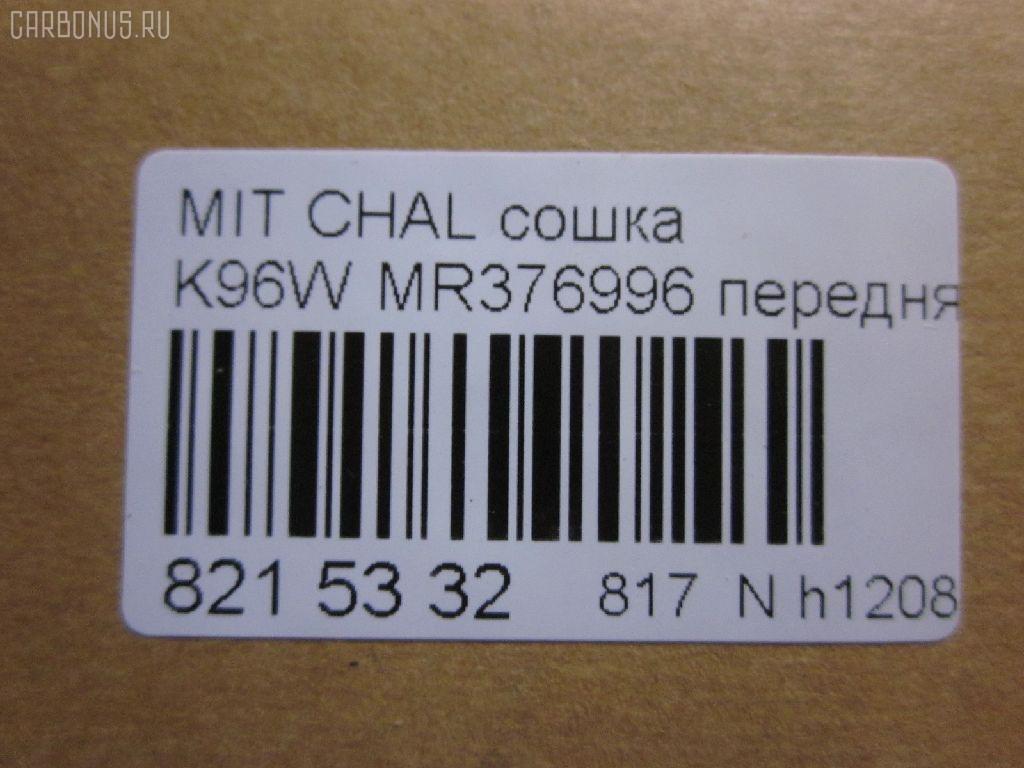 CARBONUS.RU
MIT CHAL сошка
K96W MR376996 передня
821 53 32 817 N h1208